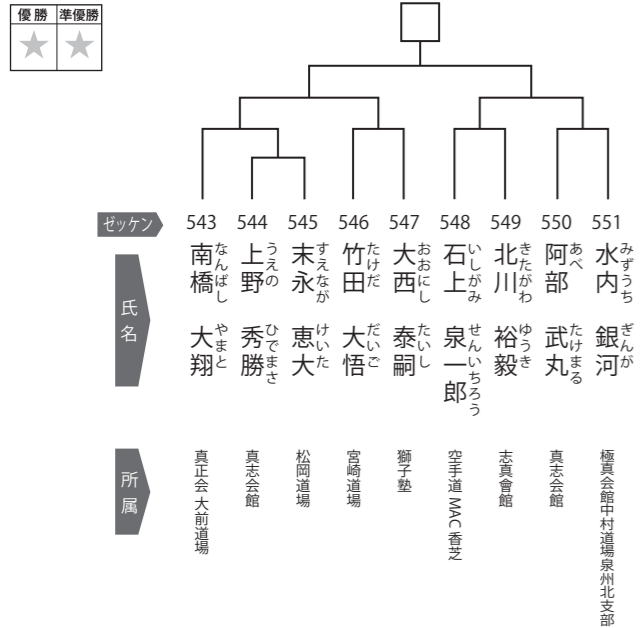 優勝
準優勝
ゼッケン
543 544 545 546 547 548 549 550 551
氏名
南橋 大翔
なんばし やまと
上野 秀勝
うえの ひでまさ
末永 恵大
すえなが けいた
竹田 大悟
たけだ だいご
大西 泰嗣
おおにし たいし
石上 泉一郎
いしがみ せんいちろう
北川 裕毅
きたがわ ゆうき
阿部 武丸
あべ たけまる
水内 銀河
みずうち ぎんが
所属
真正会 大前道場
真志会館
松岡道場
宮崎道場
獅子塾
空手道 MAC 香芝
志真會館
真志会館
極真会館中村道場泉州北支部